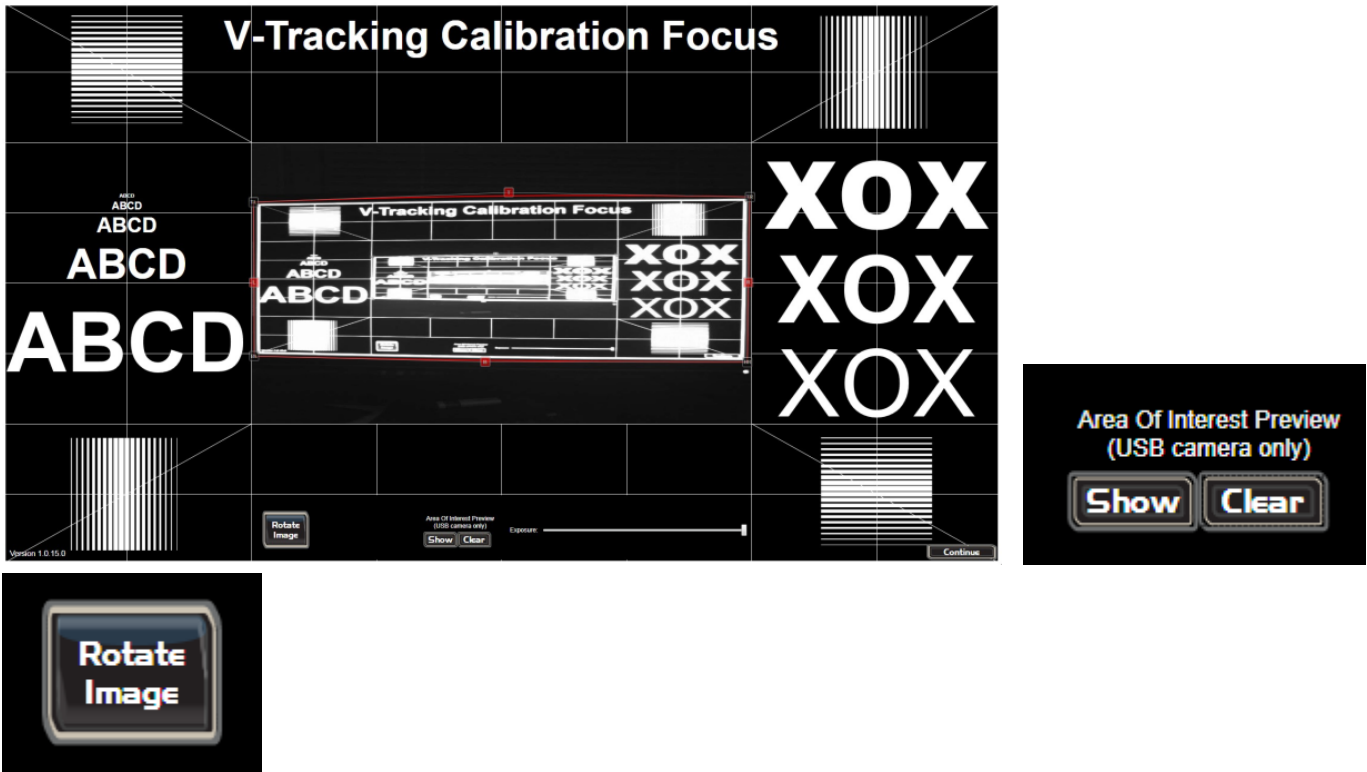 V-Tracking Calibration Focus
ABCD
ABCD
ABCD
ABCD
ABCD
V-Tracking Calibration Focus
ABCD
ABCD
ABCD
XOX
XOX
XOX
xox
XOX
XOX
Rotate
Image
Area Of Interest Preview
(USB camera only)
Show Clear
Exposure:
Version 1.0.15.0
Continue
Area Of Interest Preview
(USB camera only)
Show Clear
Rotate
Image